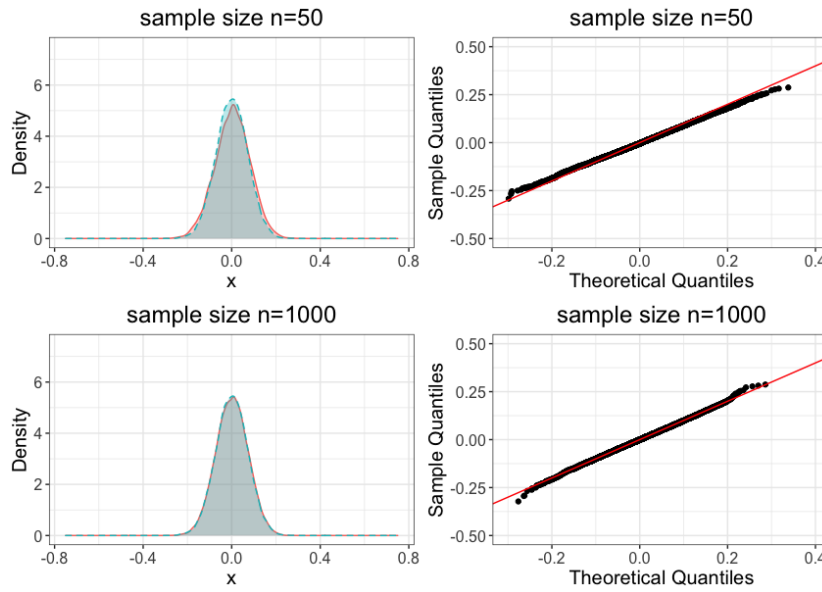 sample size n=50
Density
6
4
2
0
-0.8 -0.4 0.0 0.4 0.8
x
sample size n=50
Sample Quantiles
0.50
0.25
0.00
-0.25
-0.50
-0.2 0.0 0.2 0.4
Theoretical Quantiles
sample size n=1000
Density
6
4
2
0
-0.8 -0.4 0.0 0.4 0.8
x
sample size n=1000
Sample Quantiles
0.50
0.25
0.00
-0.25
-0.50
-0.2 0.0 0.2 0.4
Theoretical Quantiles